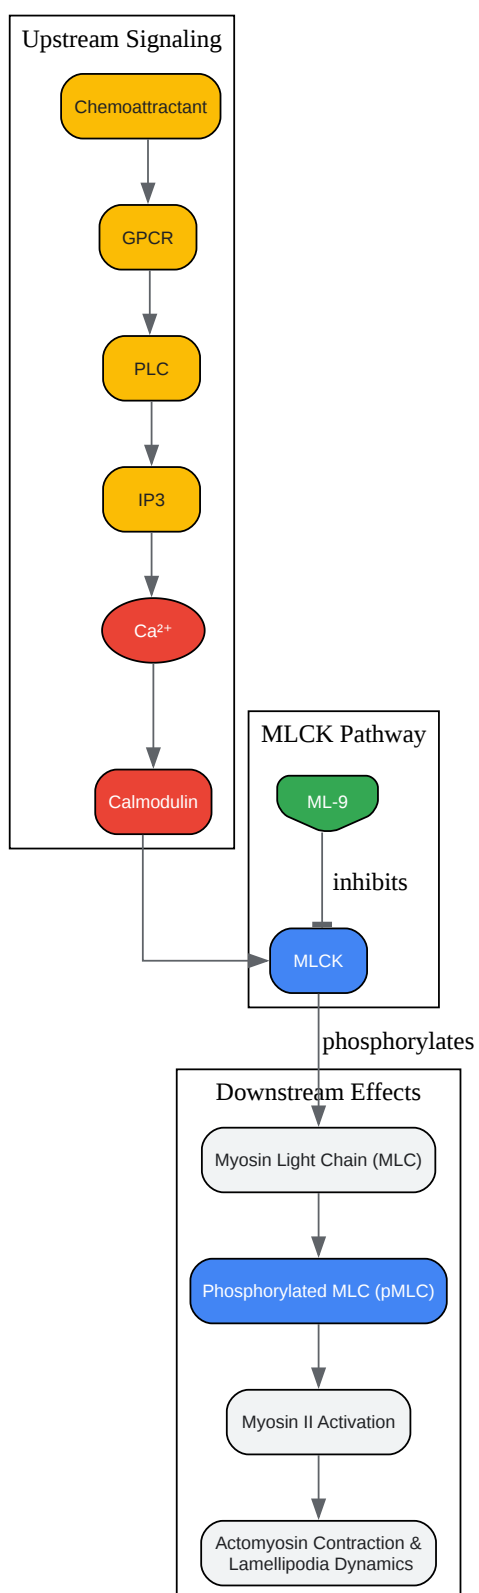 Upstream Signaling
Chemoattractant
GPCR
PLC
IP3
Ca²⁺
Calmodulin
MLCK Pathway
ML-9
inhibits
MLCK
phosphorylates
Downstream Effects
Myosin Light Chain (MLC)
Phosphorylated MLC (pMLC)
Myosin II Activation
Actomyosin Contraction &
Lamellipodia Dynamics